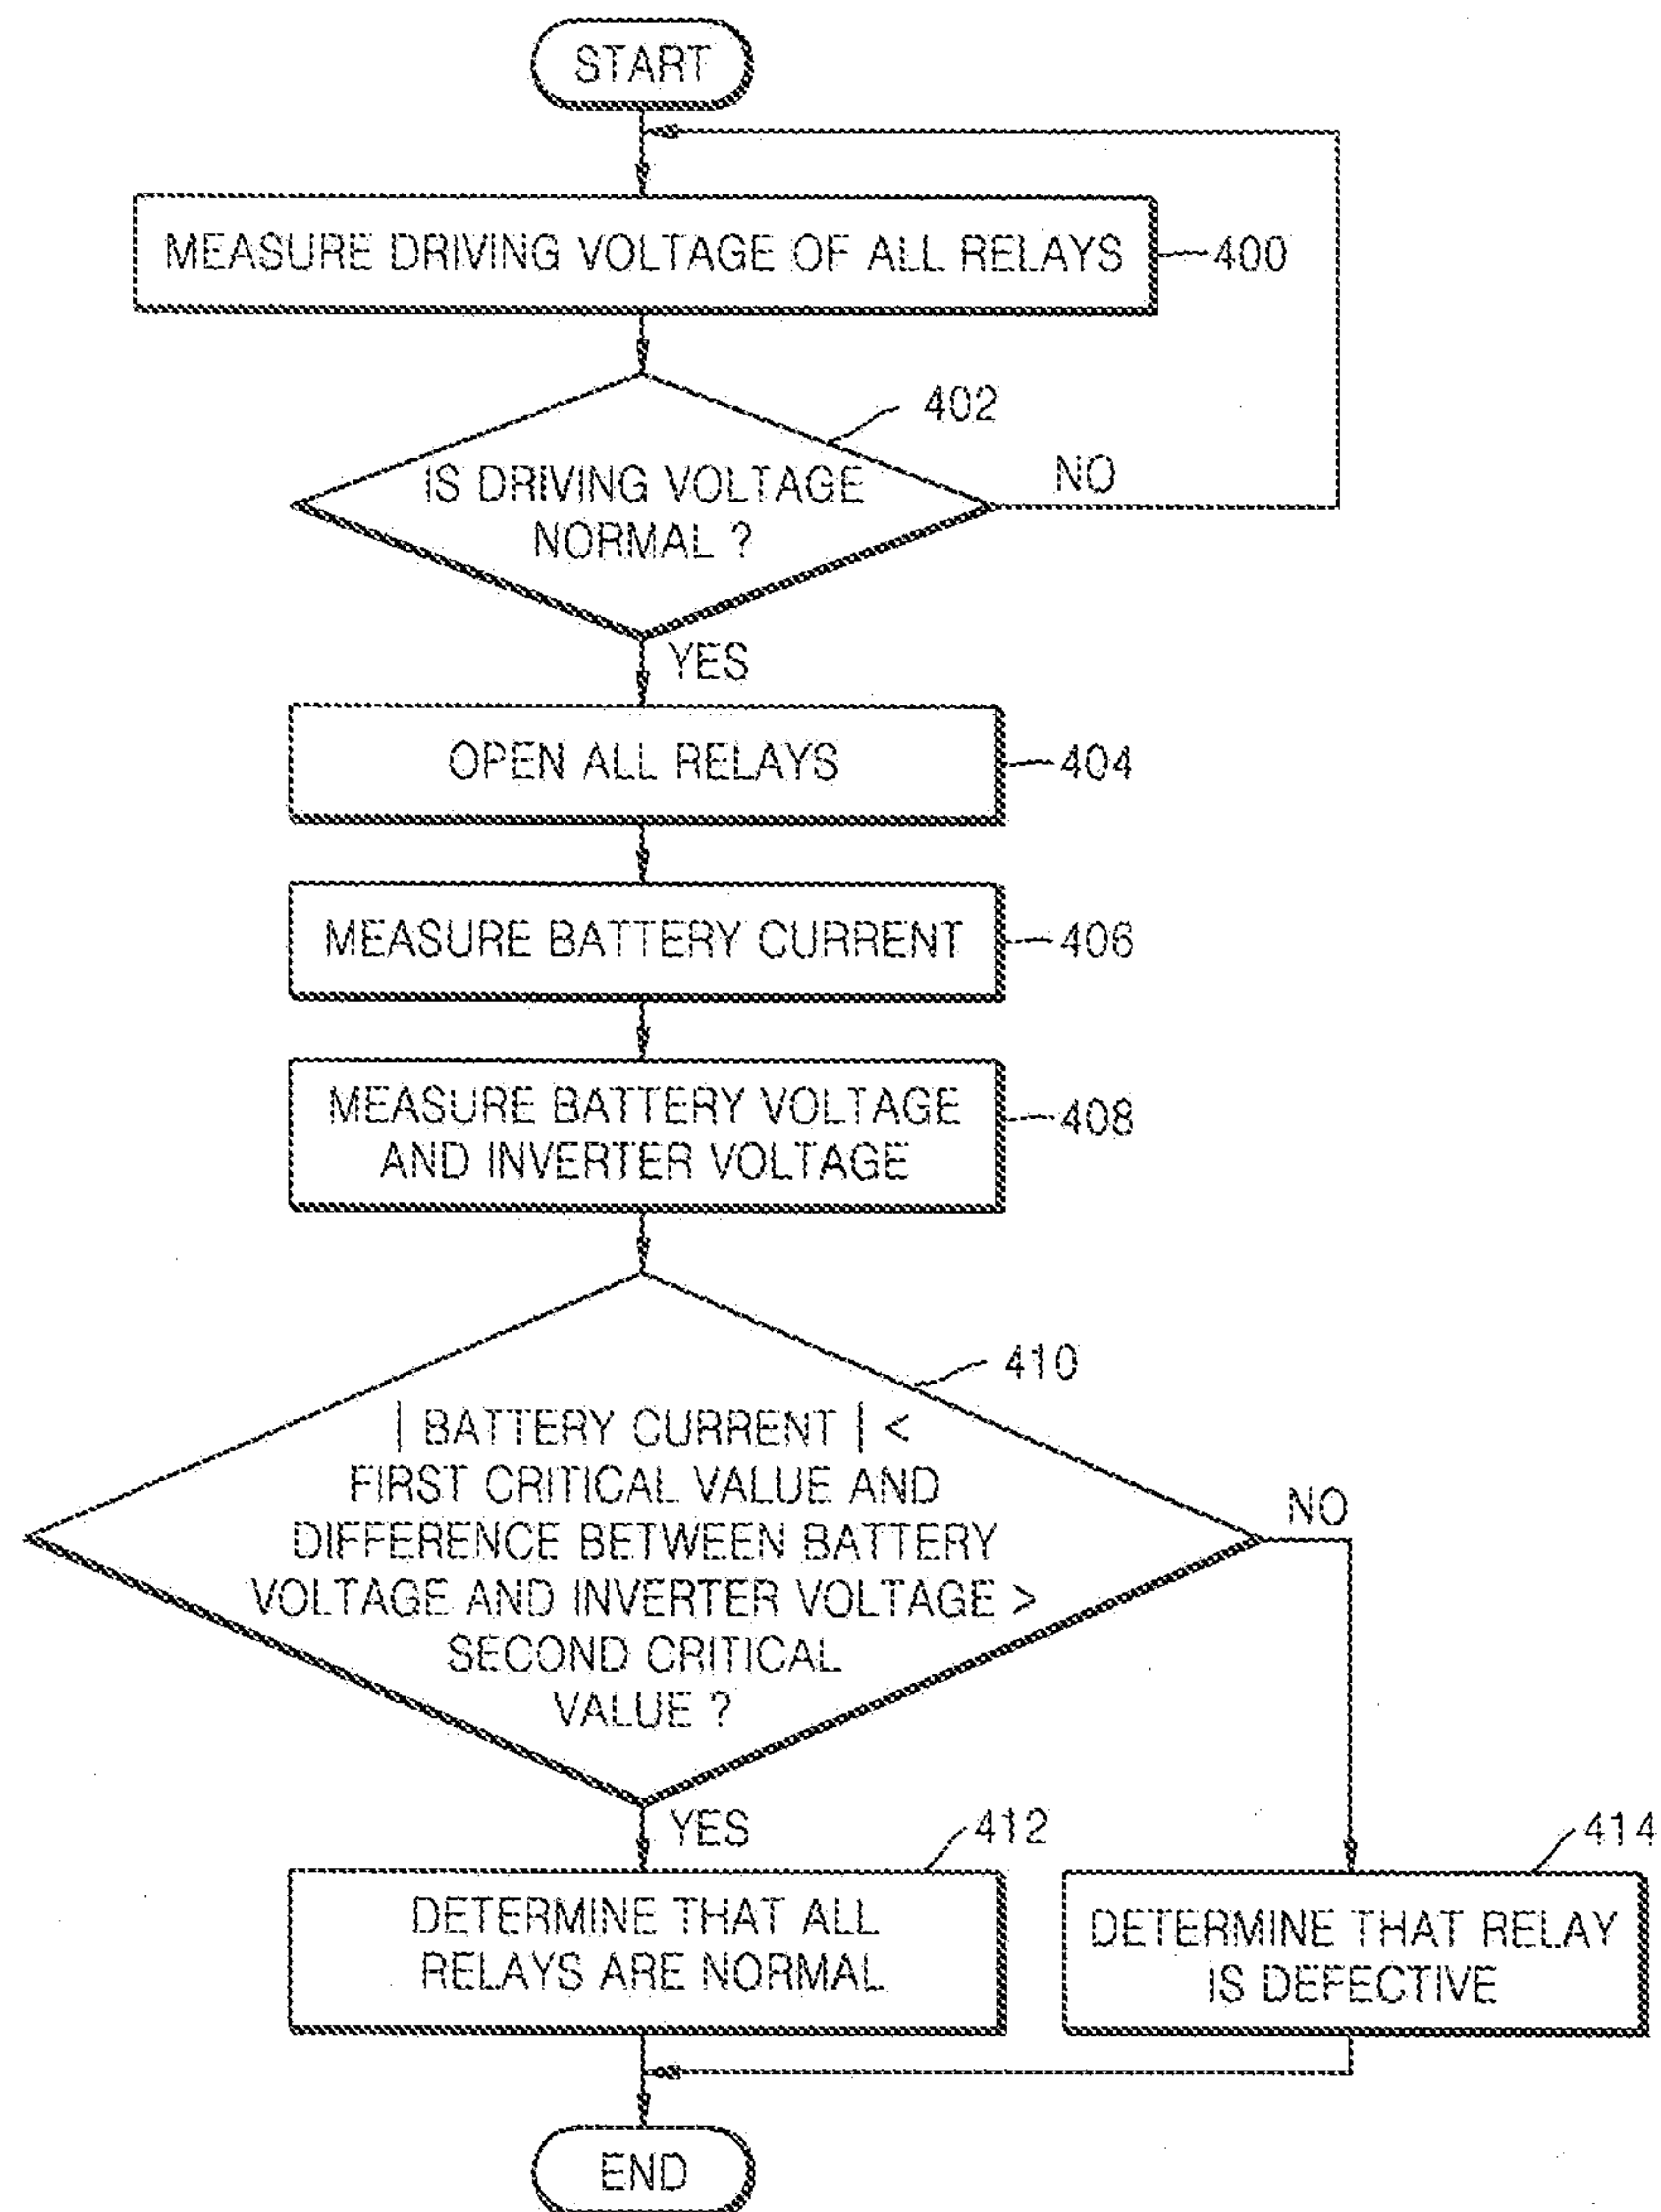 START
MEASURE DRIVING VOLTAGE OF ALL RELAYS
400
402
IS DRIVING VOLTAGE
NORMAL ?
NO
YES
OPEN ALL RELAYS
404
MEASURE BATTERY CURRENT
406
MEASURE BATTERY VOLTAGE
AND INVERTER VOLTAGE
408
410
| BATTERY CURRENT | <
FIRST CRITICAL VALUE AND
DIFFERENCE BETWEEN BATTERY
VOLTAGE AND INVERTER VOLTAGE >
SECOND CRITICAL
VALUE ?
NO
YES
412
414
DETERMINE THAT ALL
RELAYS ARE NORMAL
DETERMINE THAT RELAY
IS DEFECTIVE
END